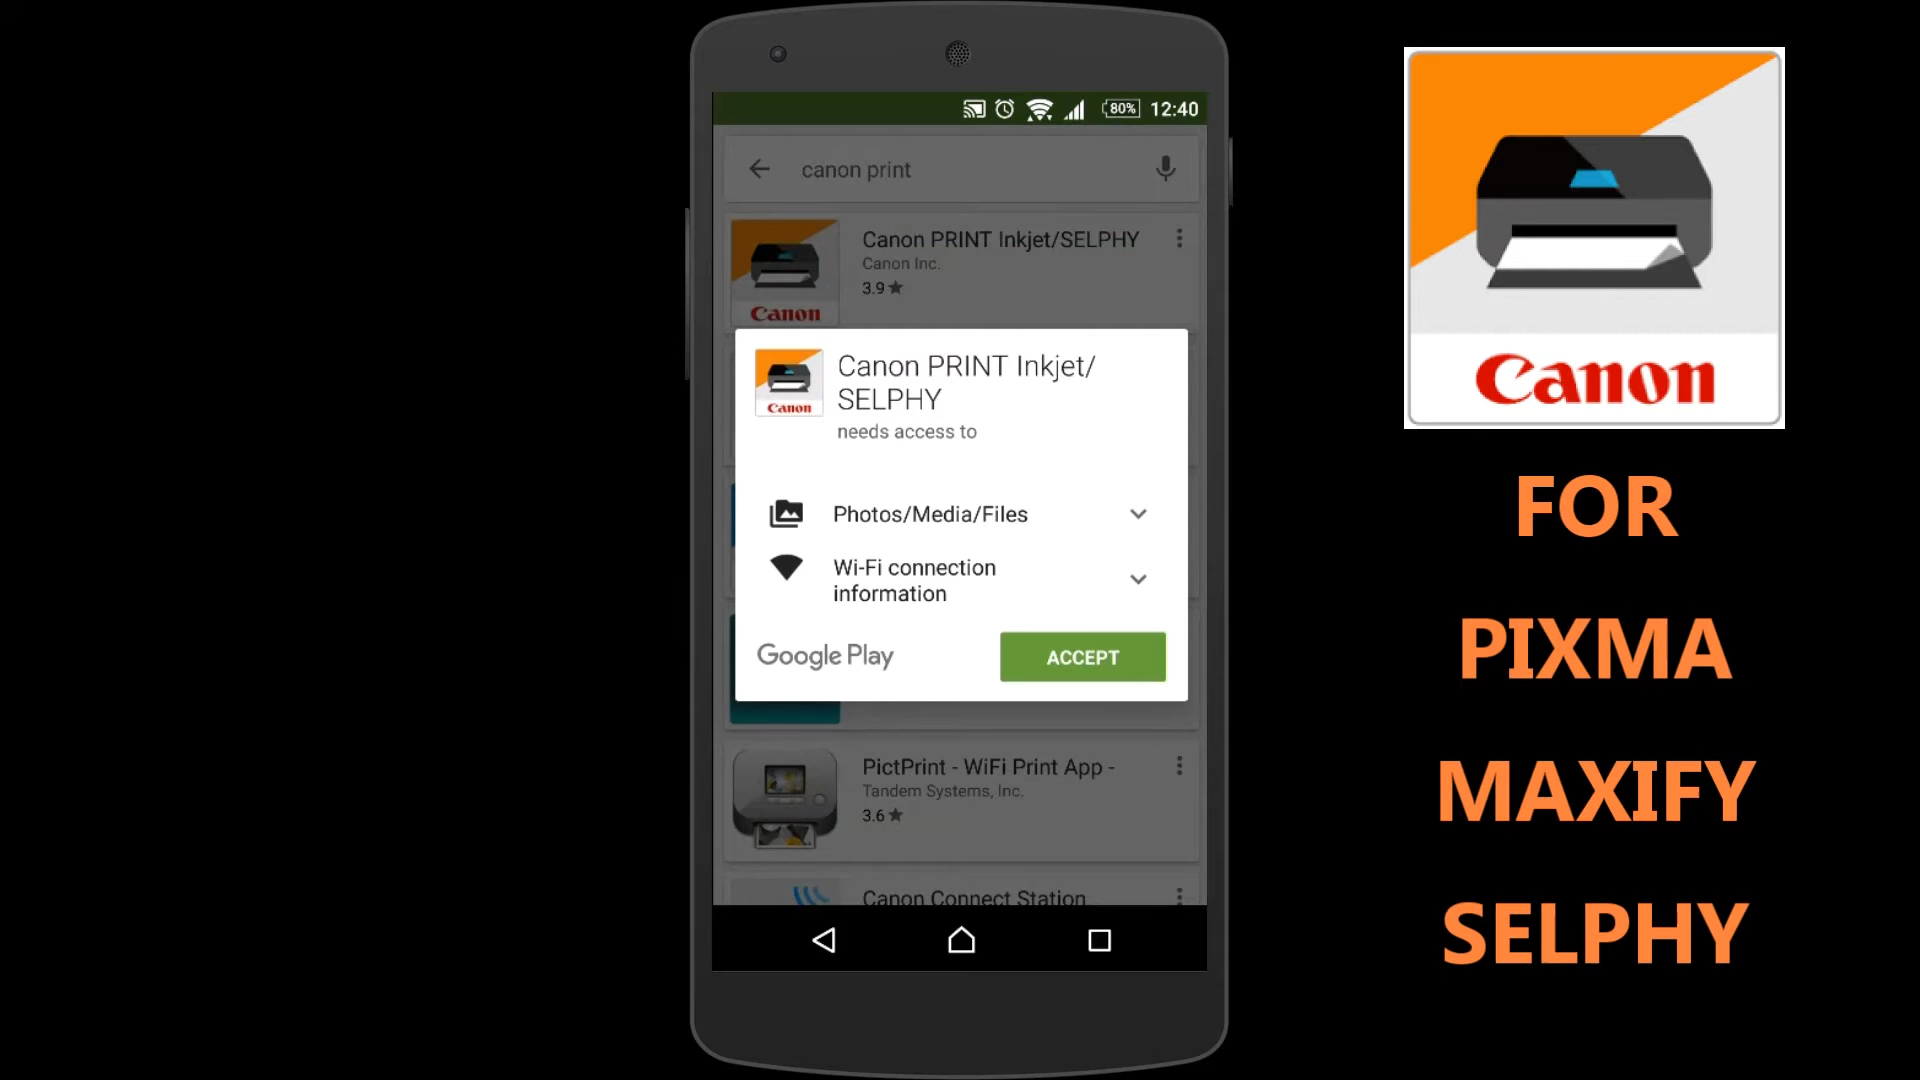 80% 12:40
canon print
Canon PRINT Inkjet/SELPHY
Canon Inc.
3.9
Canon
Canon PRINT Inkjet/
SELPHY
needs access to
Canon
Photos/Media/Files
Wi-Fi connection
information
Google Play
ACCEPT
PictPrint - WiFi Print App -
Tandem Systems, Inc.
3.6
Canon Connect Station
Canon
FOR
PIXMA
MAXIFY
SELPHY